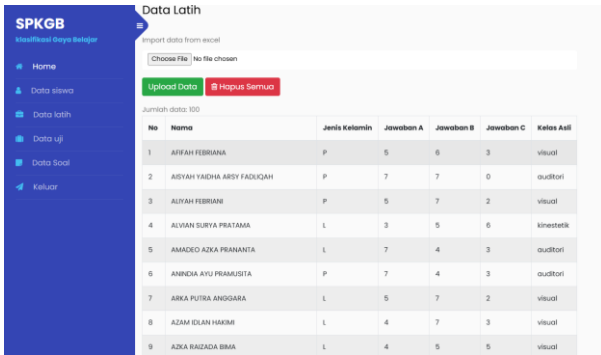 SPKGB
klasifikasi Gaya Belajar
Home
Data siswa
Data latih
Data uji
Data Soal
Keluar
Data Latih
Import data from excel
Choose File No file chosen
Upload Data Hapus Semua
Jumlah data: 100
No Nama Jenis Kelamin Jawaban A Jawaban B Jawaban C Kelas Asli
1 AFIFAH FEBRIANA P 5 6 3 visual
2 AISYAH YAIDHA ARSY FADLIQAH P 7 7 0 auditori
3 ALIYAH FEBRIANI P 5 7 2 visual
4 ALVIAN SURYA PRATAMA L 3 5 6 kinestetik
5 AMADEO AZKA PRANANTA L 7 4 3 auditori
6 ANINDIA AYU PRAMUSITA P 7 4 3 auditori
7 ARKA PUTRA ANGGARA L 5 7 2 visual
8 AZAM IDLAN HAKIMI L 4 7 3 visual
9 AZKA RAIZADA BIMA L 4 5 5 visual